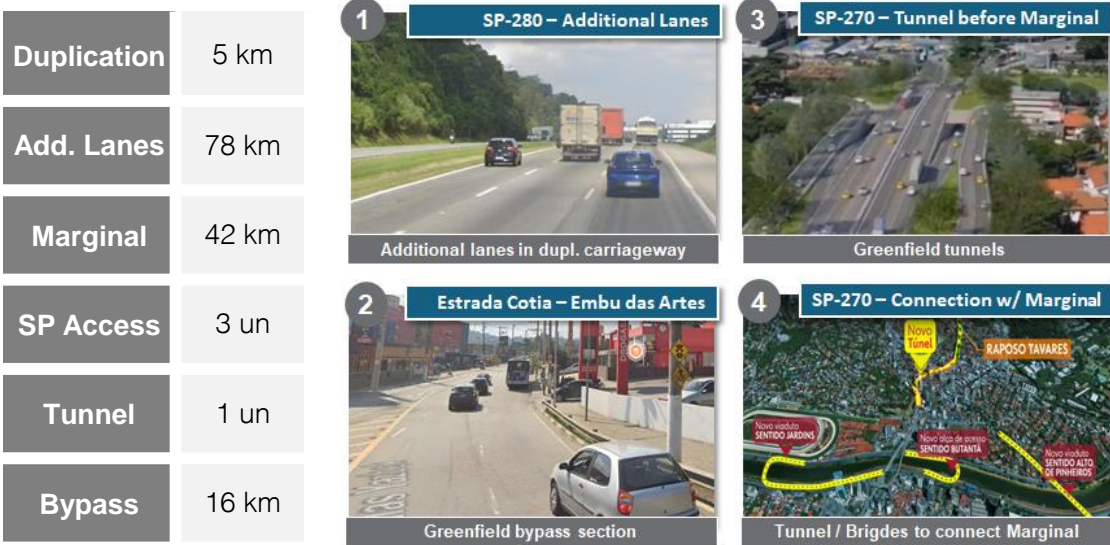 Duplication 5 km
Add. Lanes 78 km
Marginal 42 km
SP Access 3 un
Tunnel 1 un
Bypass 16 km
1
SP-280 – Additional Lanes
Additional lanes in dupl. carriageway
2
Estrada Cotia – Embu das Artes
Greenfield bypass section
3
SP-270 – Tunnel before Marginal
Greenfield tunnels
4
SP-270 – Connection w/ Marginal
Novo
Túnel
RAPOSO TAVARES
Novo viaduto
SENTIDO JARDINS
Novo alça de acesso
SENTIDO BUTANTÃ
Novo viaduto
SENTIDO ALTO
DE PINHEIROS
Tunnel / Brigdes to connect Marginal